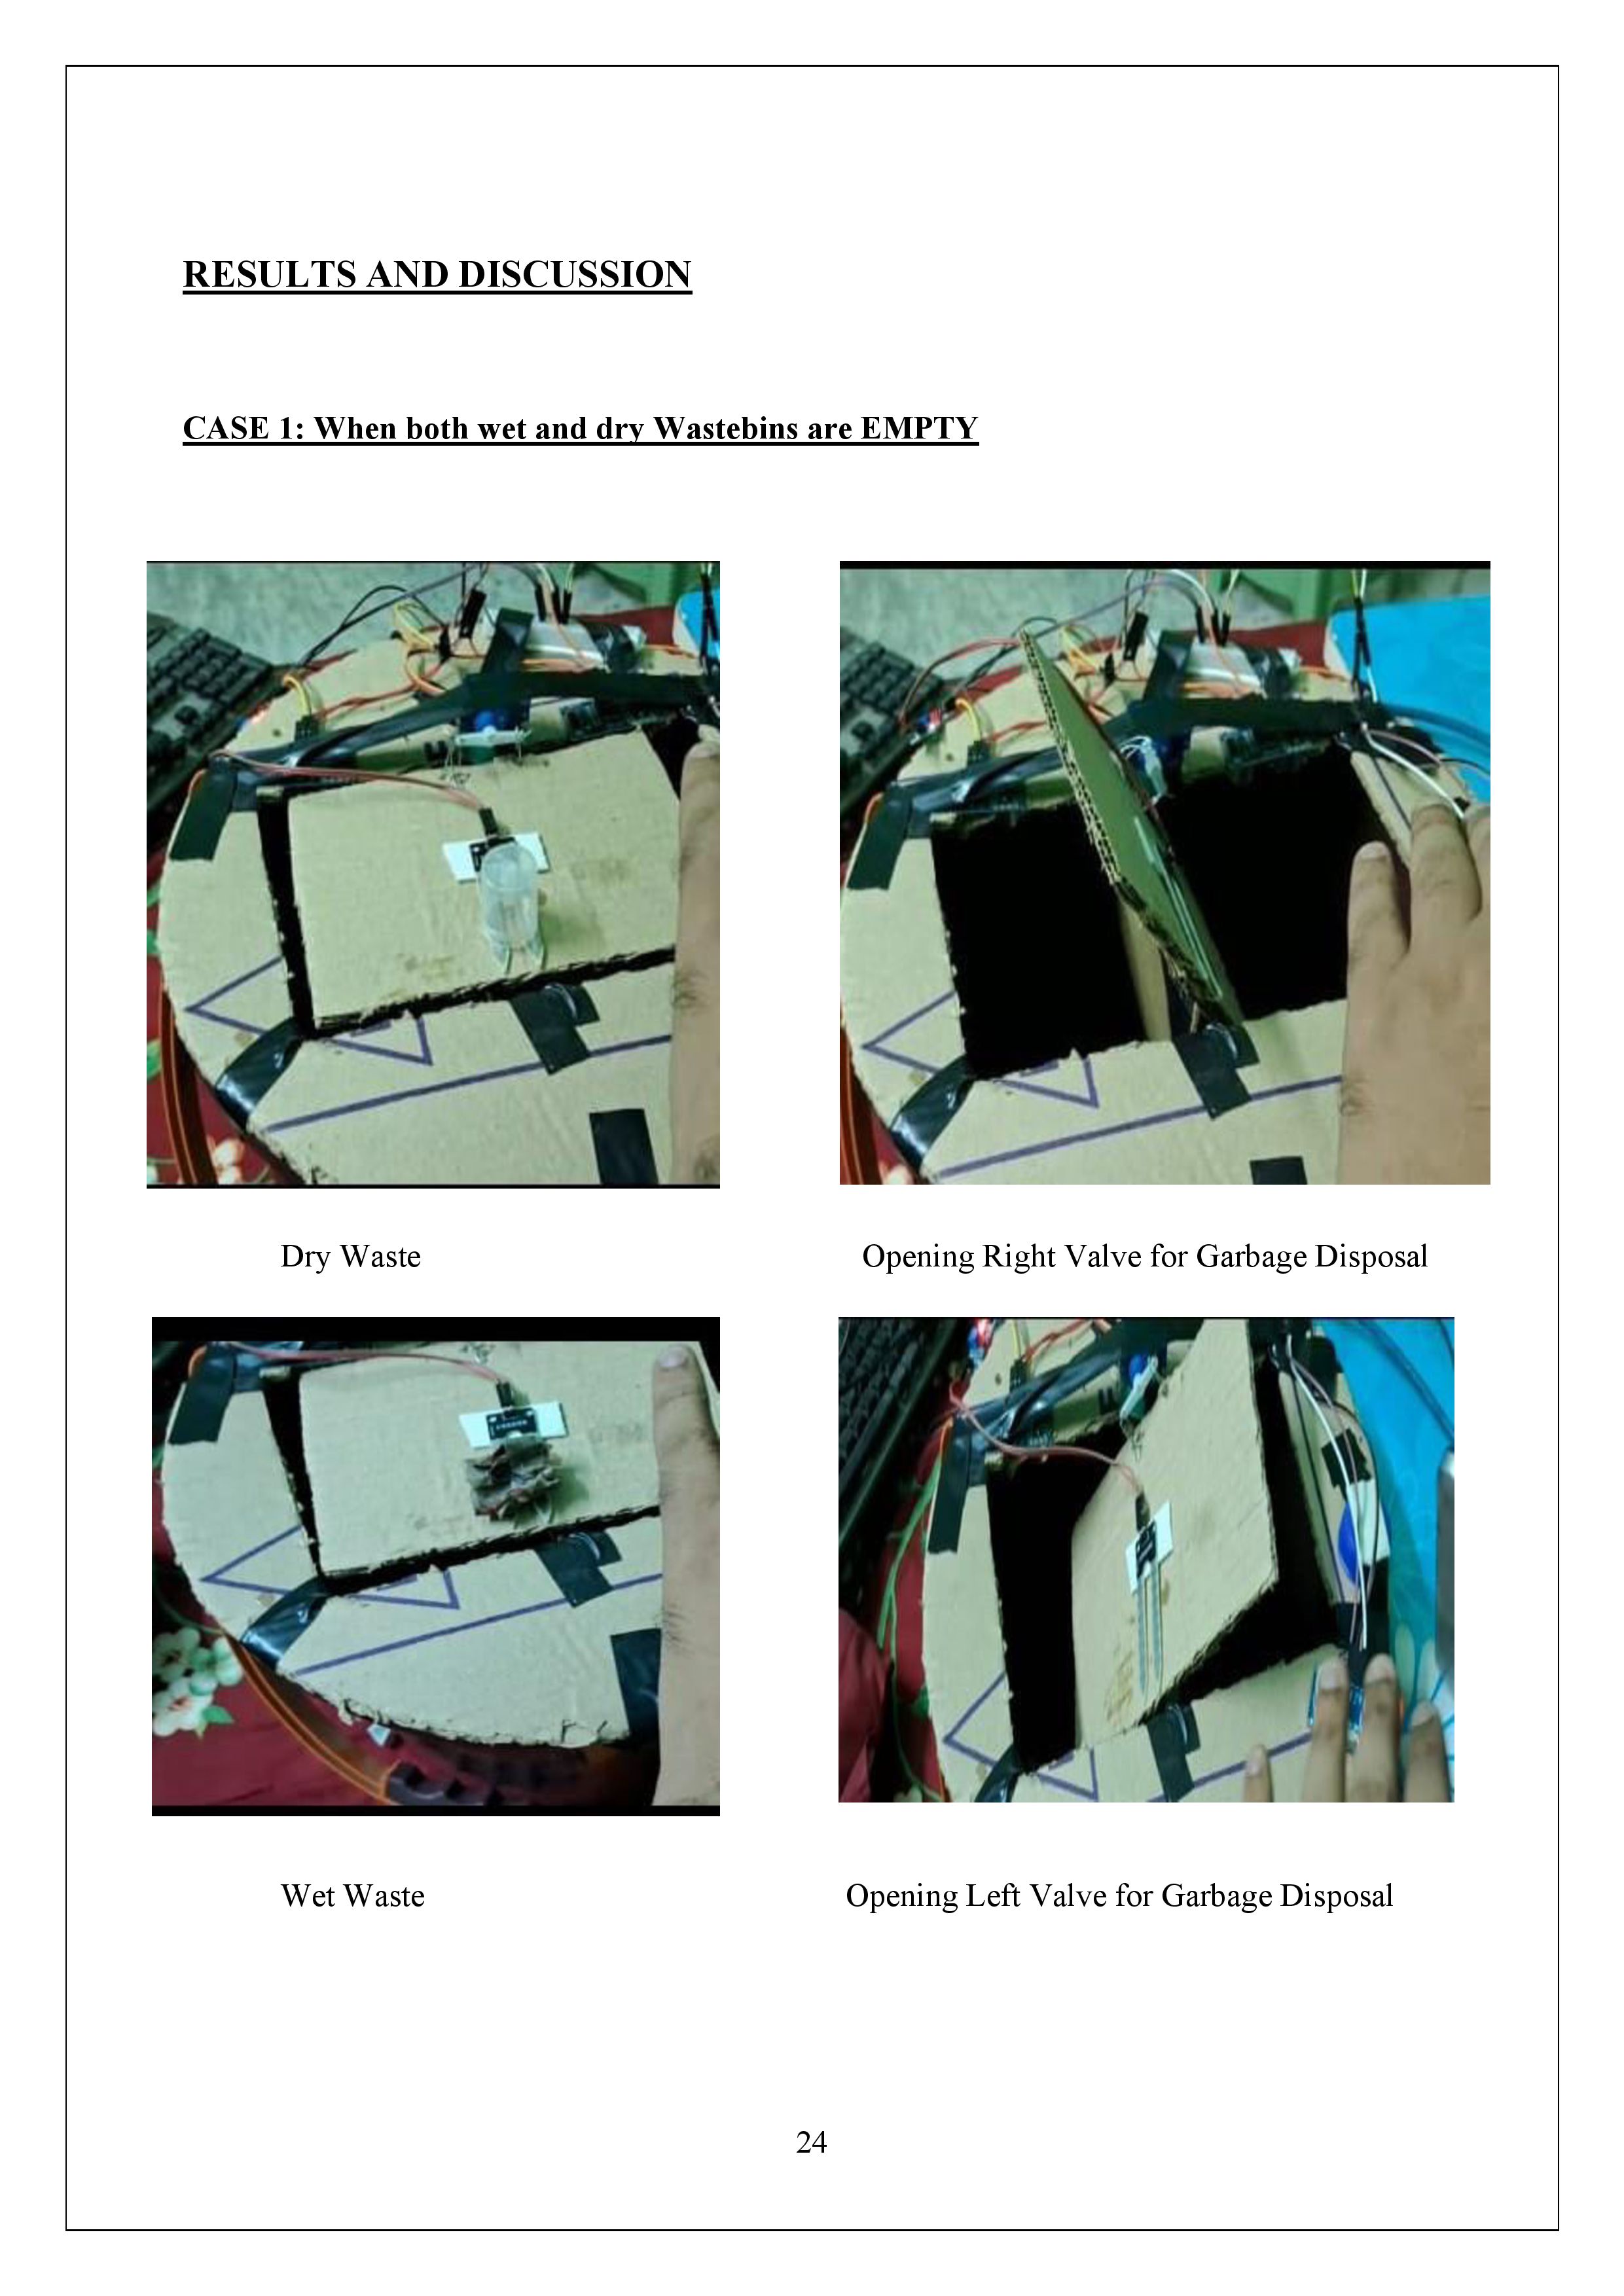 RESULTS AND DISCUSSION
CASE 1: When both wet and dry Wastebins are EMPTY
Dry Waste
Opening Right Valve for Garbage Disposal
Wet Waste
Opening Left Valve for Garbage Disposal
24